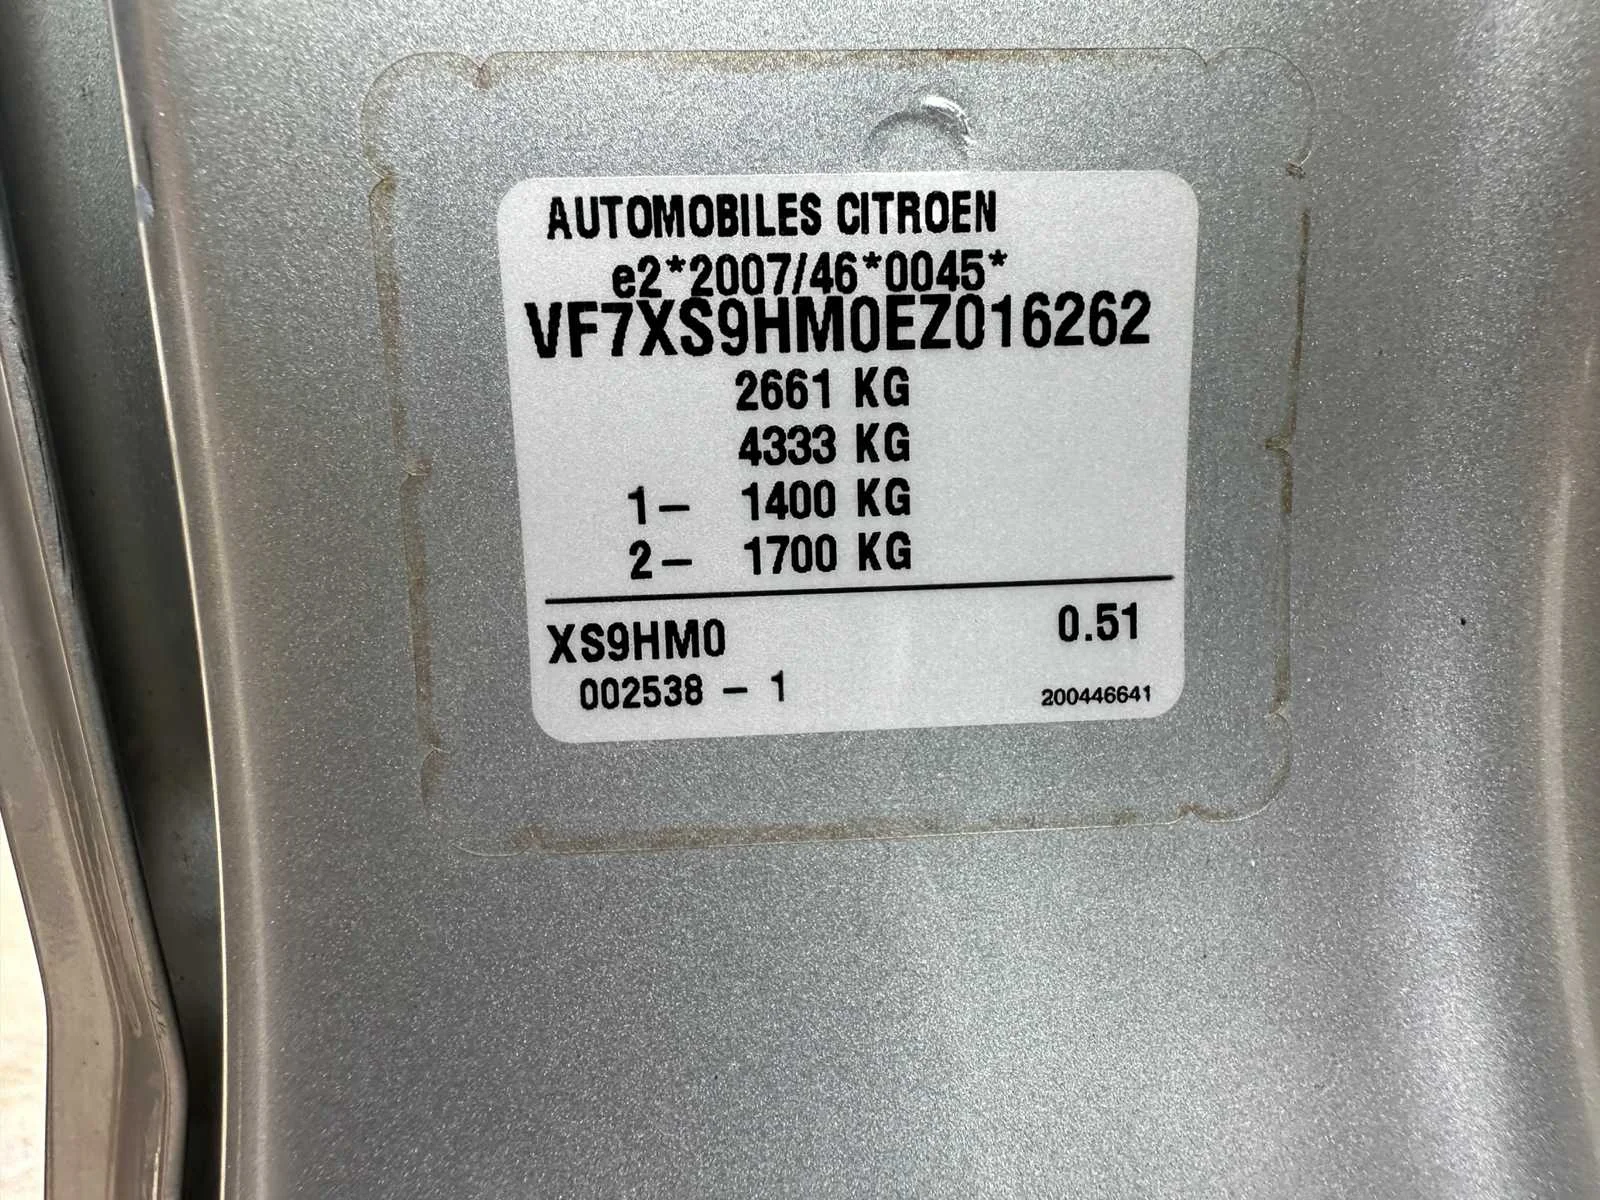 AUTOMOBILES CITROEN
e2*2007/46*0045*
VF7XS9HM0EZ016262
2661 KG
4333 KG
1– 1400 KG
2– 1700 KG
XS9HM0 0.51
002538 – 1 200446641